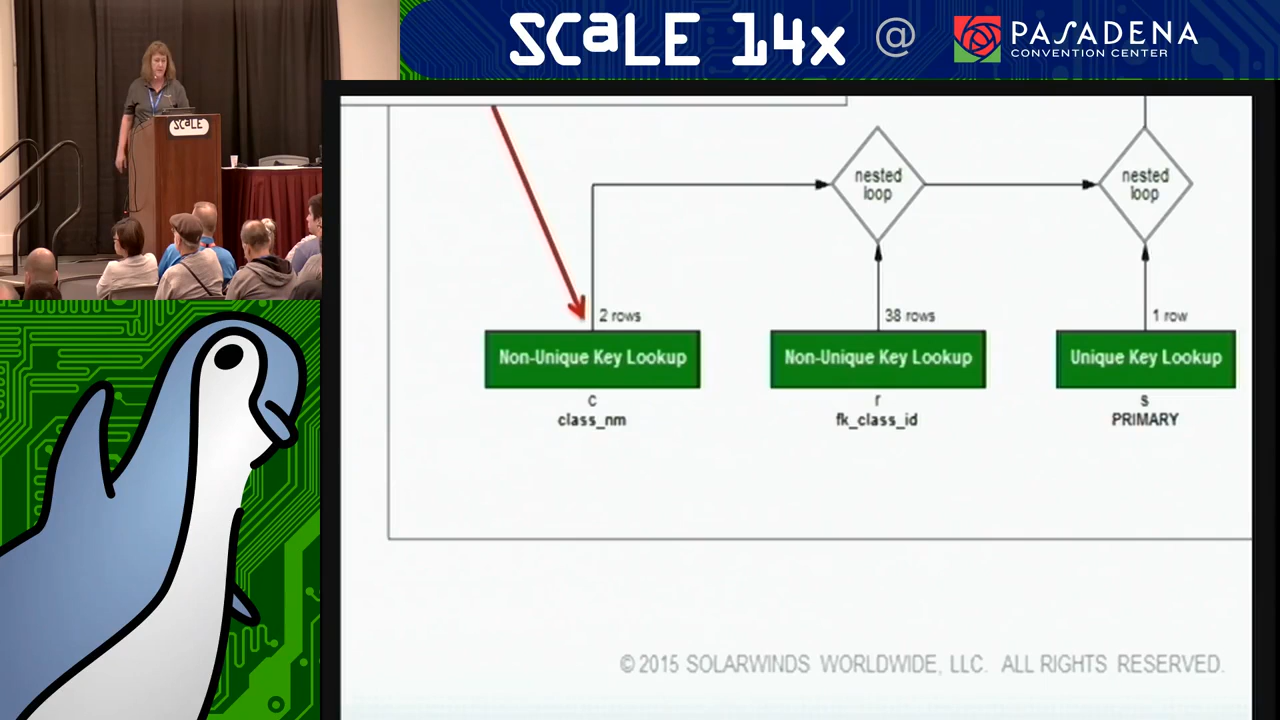 SCaLE 14x @ PASADENA
CONVENTION CENTER
SCaLE
nested
loop
nested
loop
2 rows
38 rows
1 row
Non-Unique Key Lookup
Non-Unique Key Lookup
Unique Key Lookup
c
r
s
class_nm
fk_class_id
PRIMARY
© 2015 SOLARWINDS WORLDWIDE, LLC. ALL RIGHTS RESERVED.